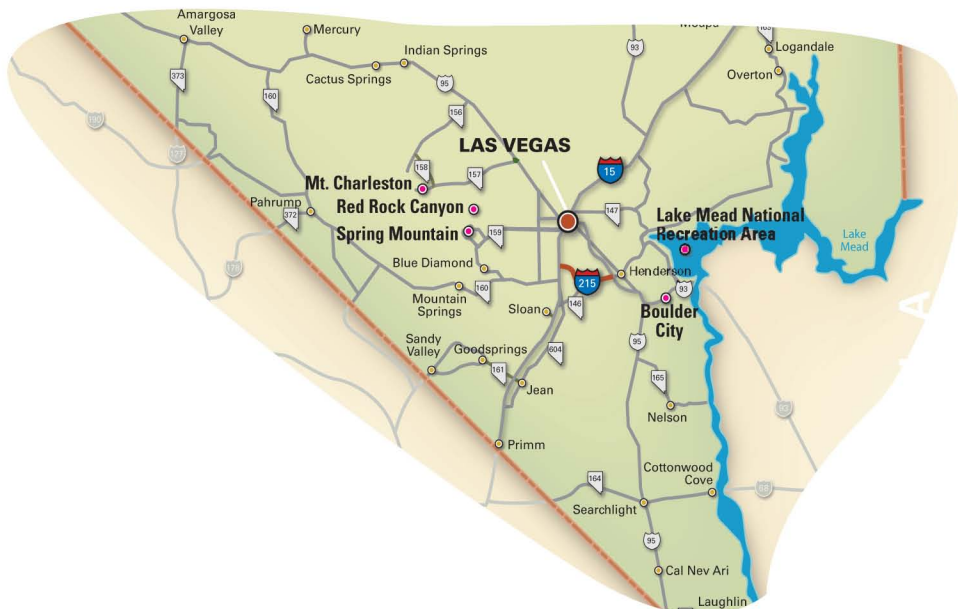 Amargosa
Valley
Mercury
Moapa
Logandale
Overton
Indian Springs
Cactus Springs
93
373
95
160
156
LAS VEGAS
15
158
157
Mt. Charleston
Red Rock Canyon
Spring Mountain
Pahrump
372
127
147
159
Lake Mead National
Recreation Area
Lake
Mead
Blue Diamond
Henderson
215
93
160
Mountain
Springs
146
Sloan
Boulder
City
95
604
Sandy
Valley
Goodsprings
161
Jean
165
Nelson
Primm
Cottonwood
Cove
164
Searchlight
95
Cal Nev Ari
Laughlin
A